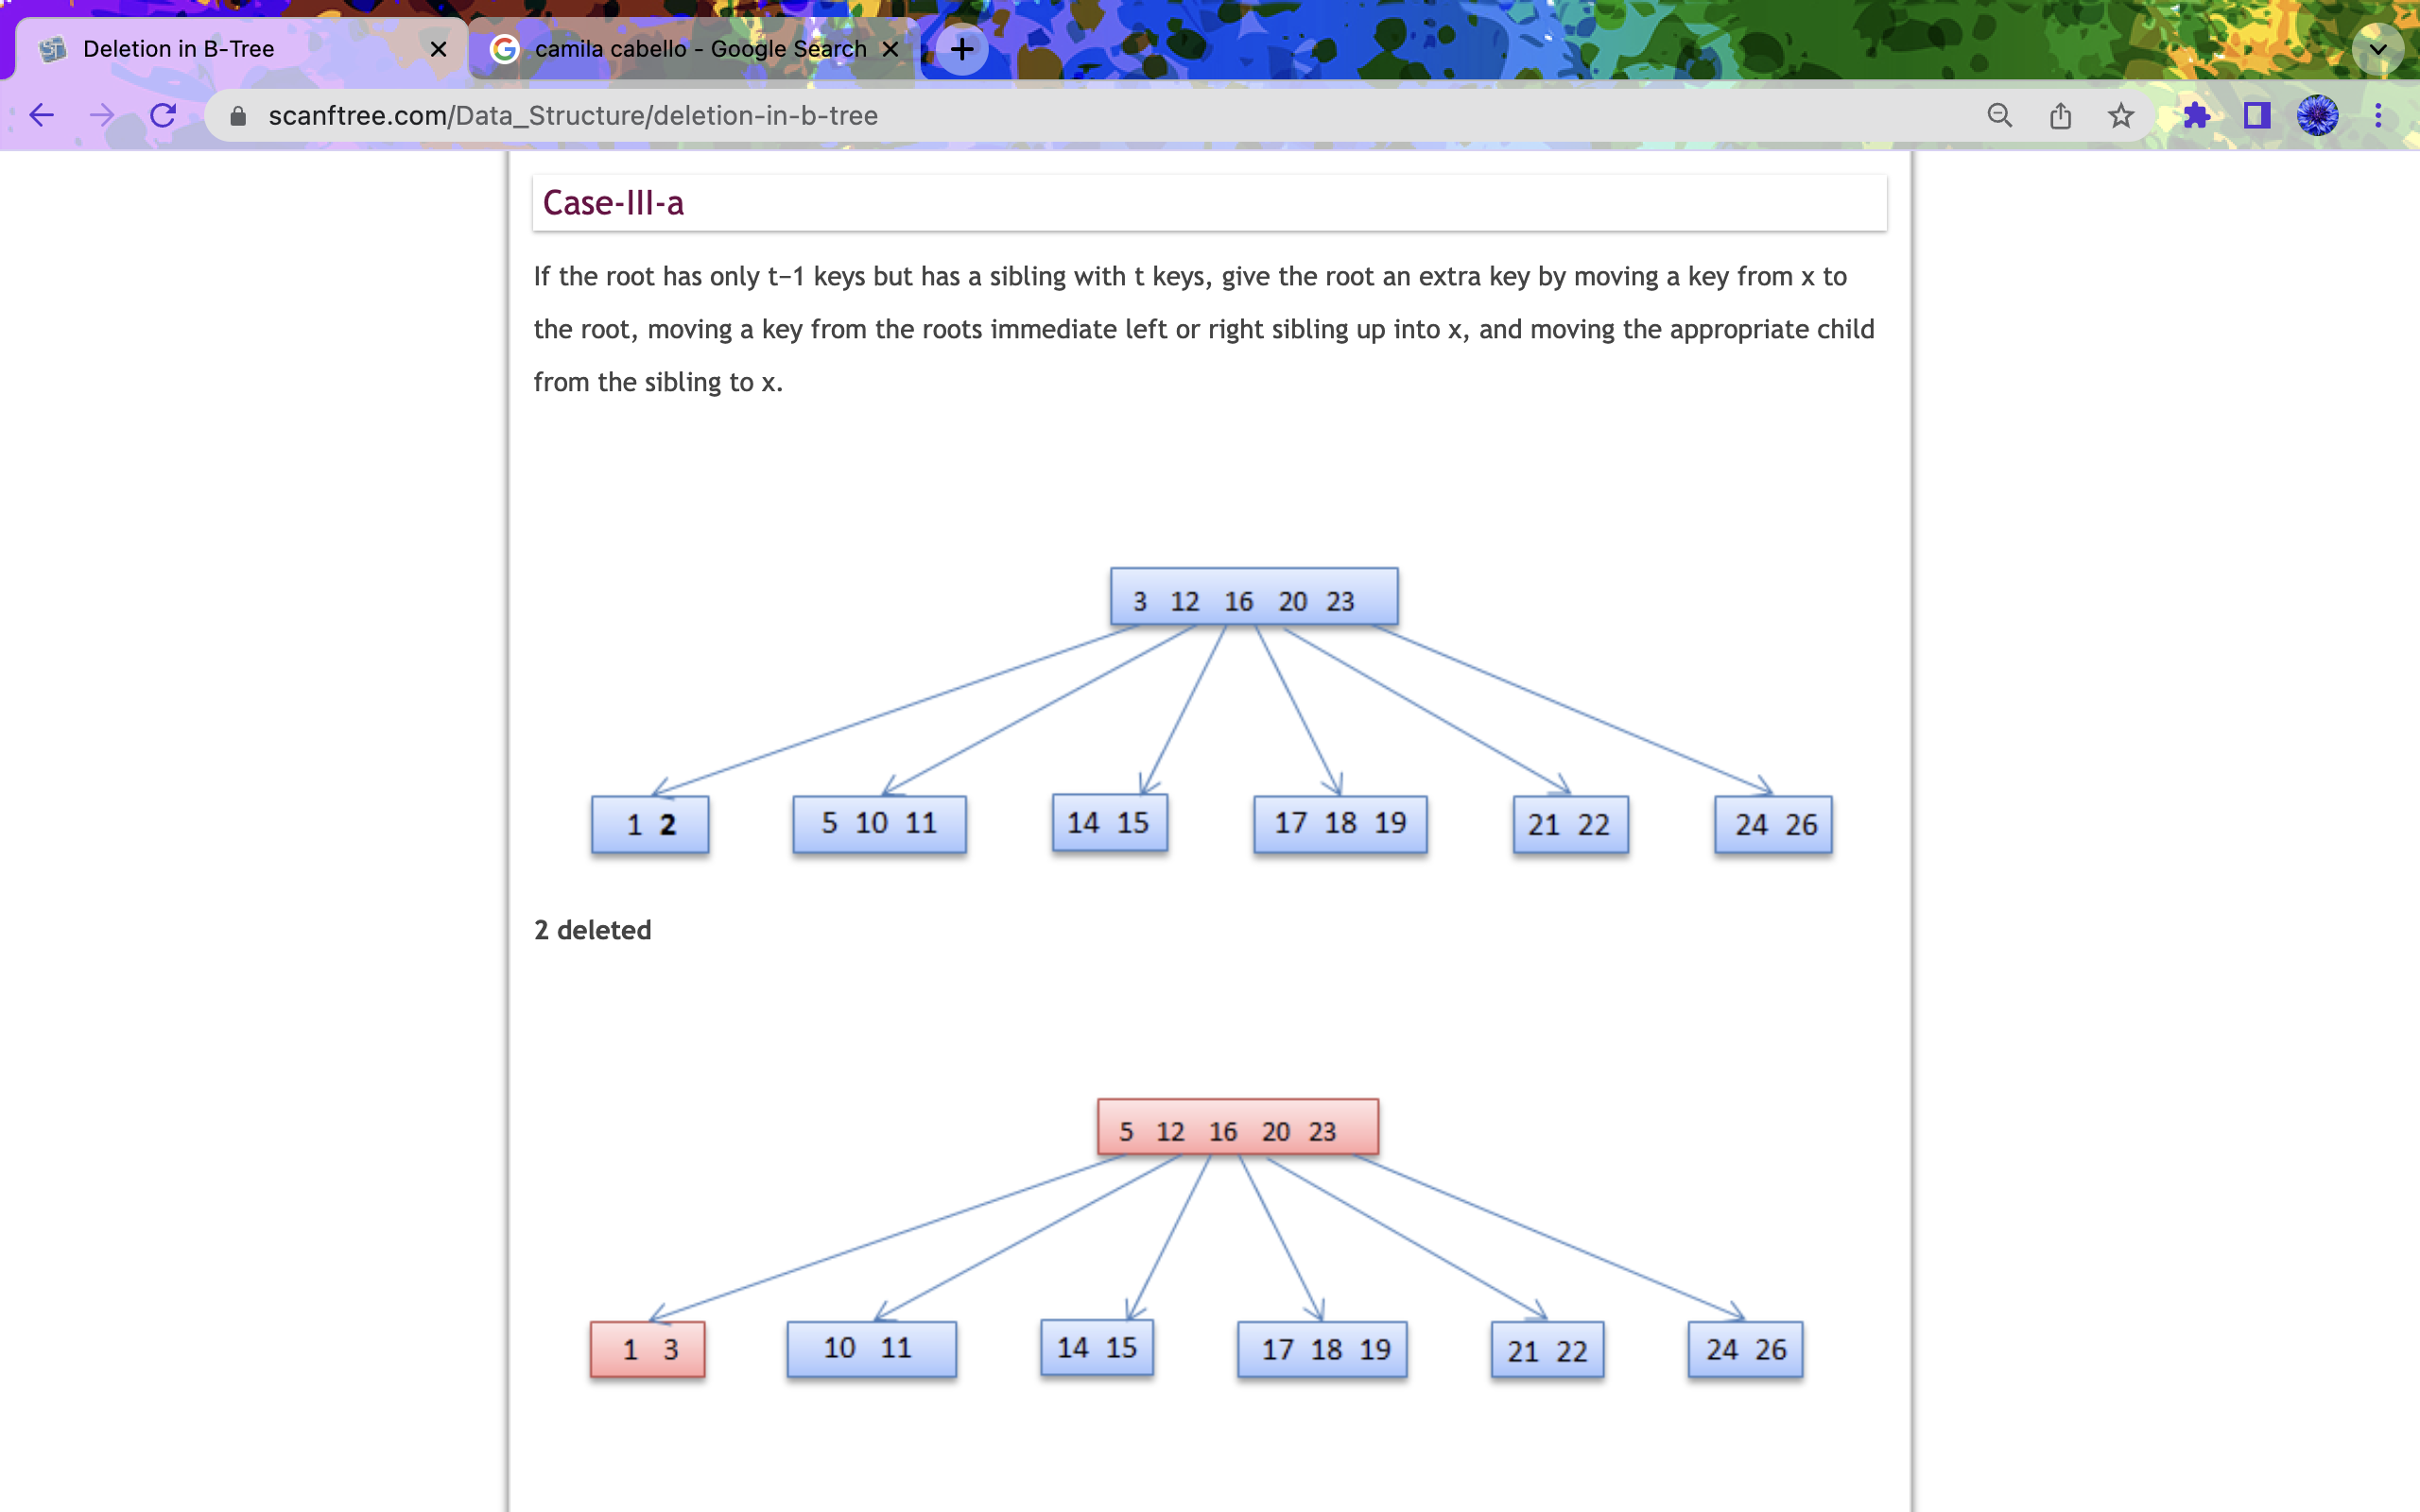 Deletion in B-Tree
camila cabello - Google Search
scanftree.com/Data_Structure/deletion-in-b-tree
Case-III-a
If the root has only t−1 keys but has a sibling with t keys, give the root an extra key by moving a key from x to
the root, moving a key from the roots immediate left or right sibling up into x, and moving the appropriate child
from the sibling to x.
3 12 16 20 23
1 2
5 10 11
14 15
17 18 19
21 22
24 26
2 deleted
5 12 16 20 23
1 3
10 11
14 15
17 18 19
21 22
24 26